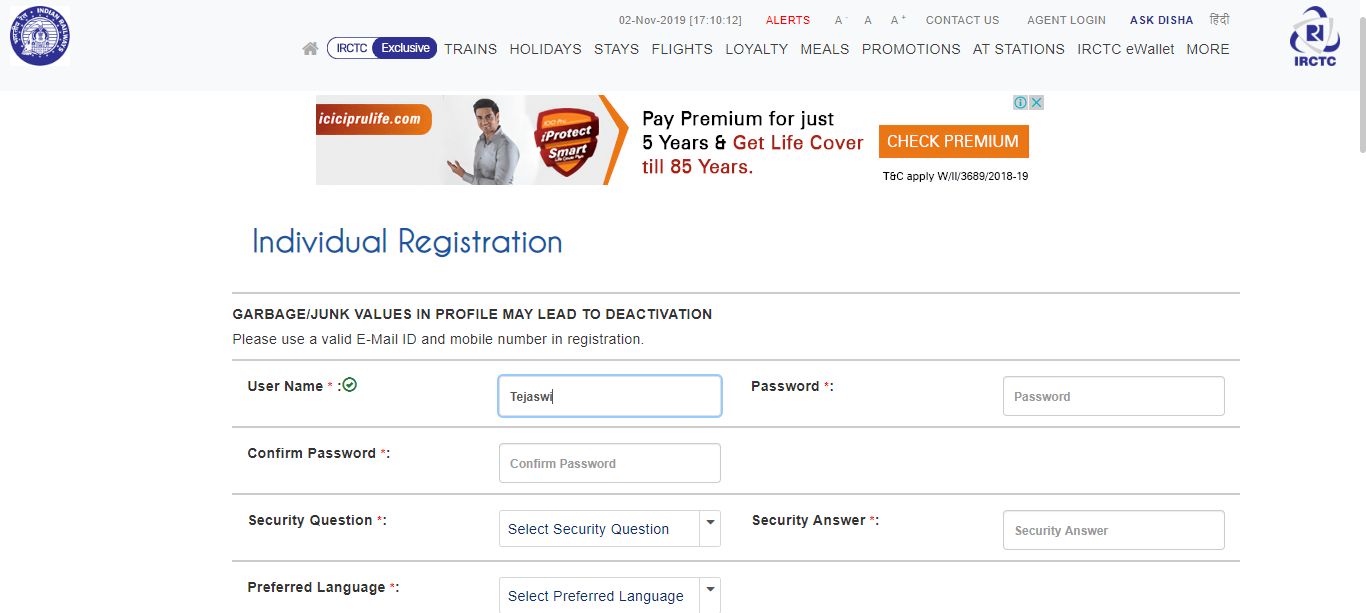 INDIAN RAILWAYS
02-Nov-2019 [17:10:12] ALERTS A- A A+ CONTACT US AGENT LOGIN ASK DISHA हिंदी
IRCTC Exclusive TRAINS HOLIDAYS STAYS FLIGHTS LOYALTY MEALS PROMOTIONS AT STATIONS IRCTC eWallet MORE
IRCTC
iciciprulife.com
iProtect
Smart
Pay Premium for just
5 Years & Get Life Cover
till 85 Years.
CHECK PREMIUM
T&C apply W/II/3689/2018-19
Individual Registration
GARBAGE/JUNK VALUES IN PROFILE MAY LEAD TO DEACTIVATION
Please use a valid E-Mail ID and mobile number in registration.
User Name * : Tejaswi Password *: Password
Confirm Password *: Confirm Password
Security Question *: Select Security Question Security Answer *: Security Answer
Preferred Language *: Select Preferred Language